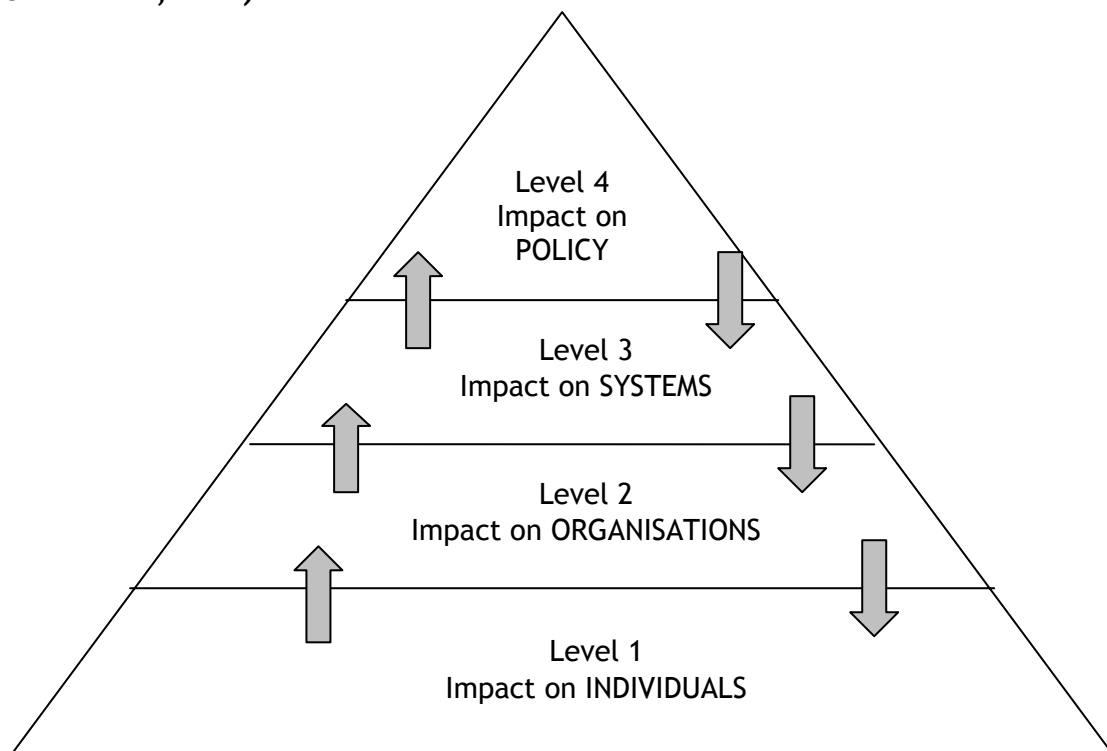 Level 4
Impact on
POLICY
Level 3
Impact on SYSTEMS
Level 2
Impact on ORGANISATIONS
Level 1
Impact on INDIVIDUALS